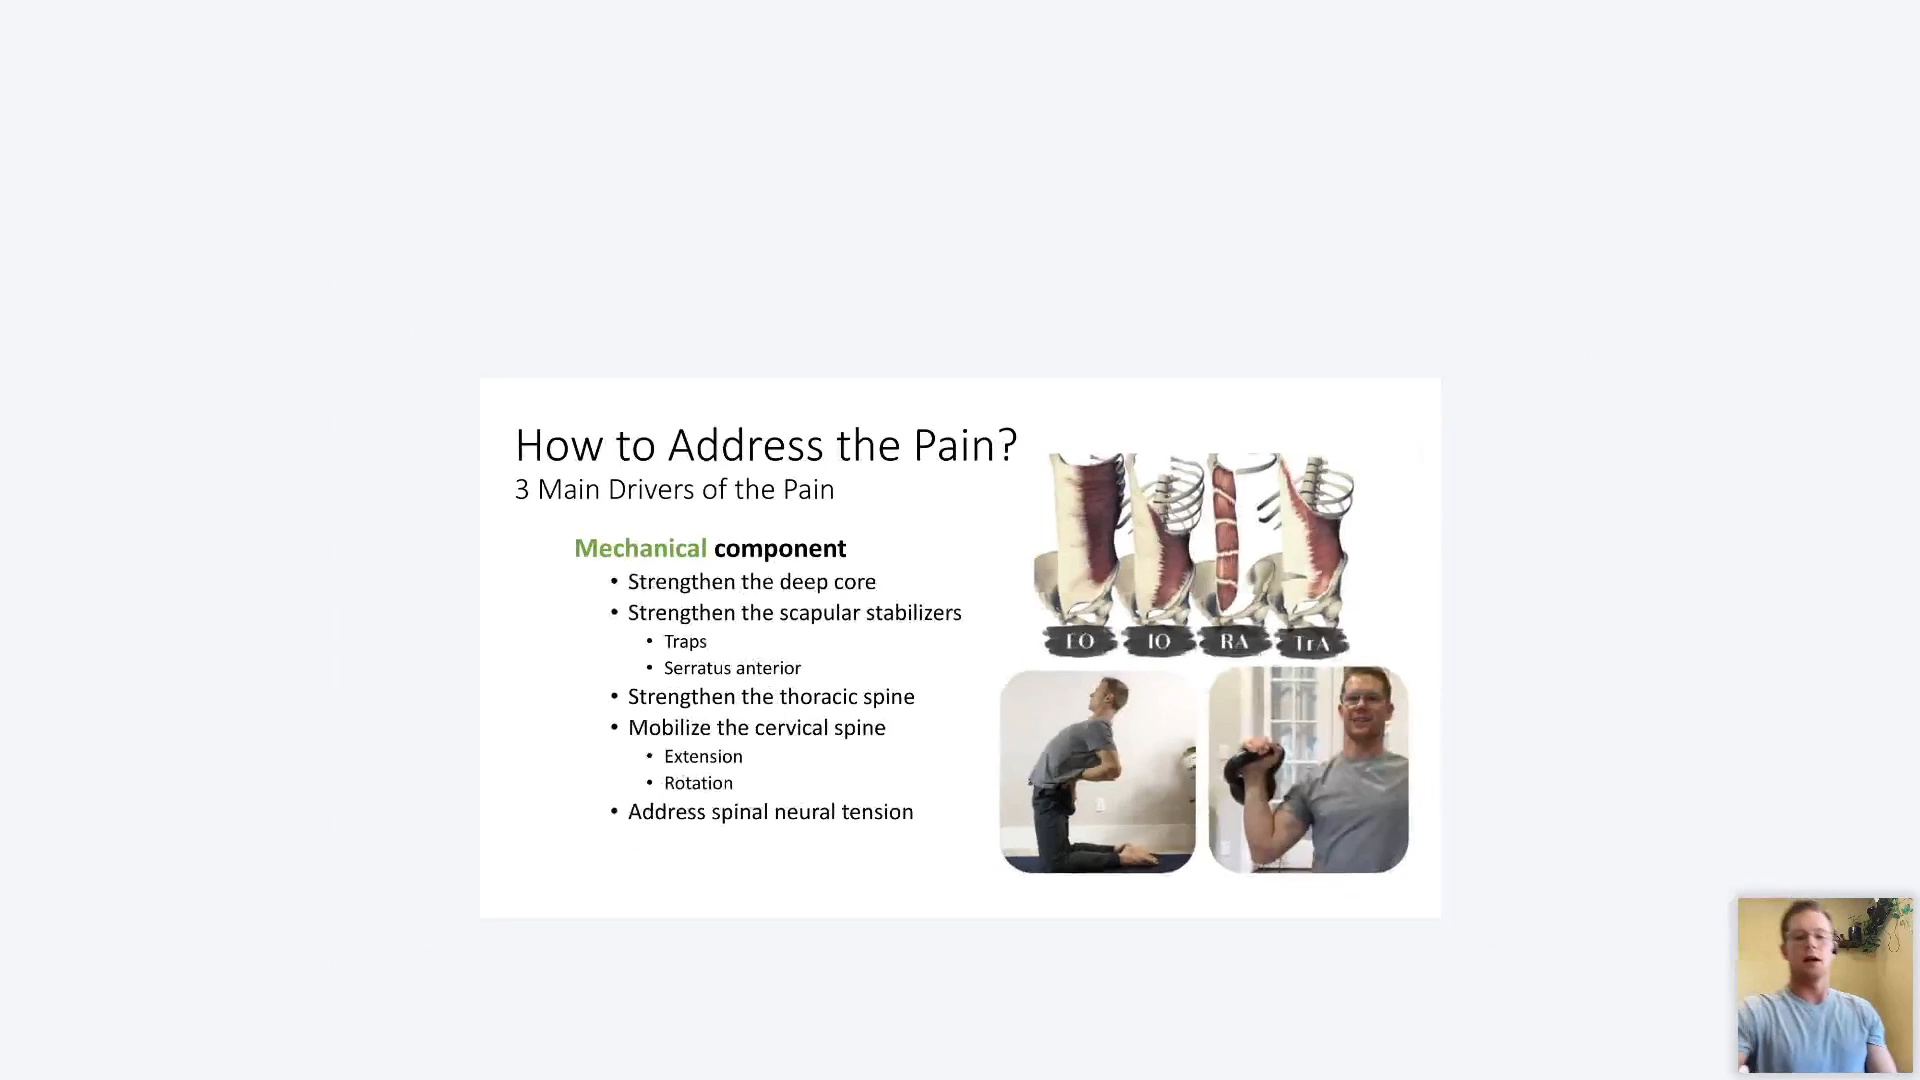 How to Address the Pain?
3 Main Drivers of the Pain
Mechanical component
• Strengthen the deep core
• Strengthen the scapular stabilizers
• Traps
• Serratus anterior
• Strengthen the thoracic spine
• Mobilize the cervical spine
• Extension
• Rotation
• Address spinal neural tension
EO IO RA TrA